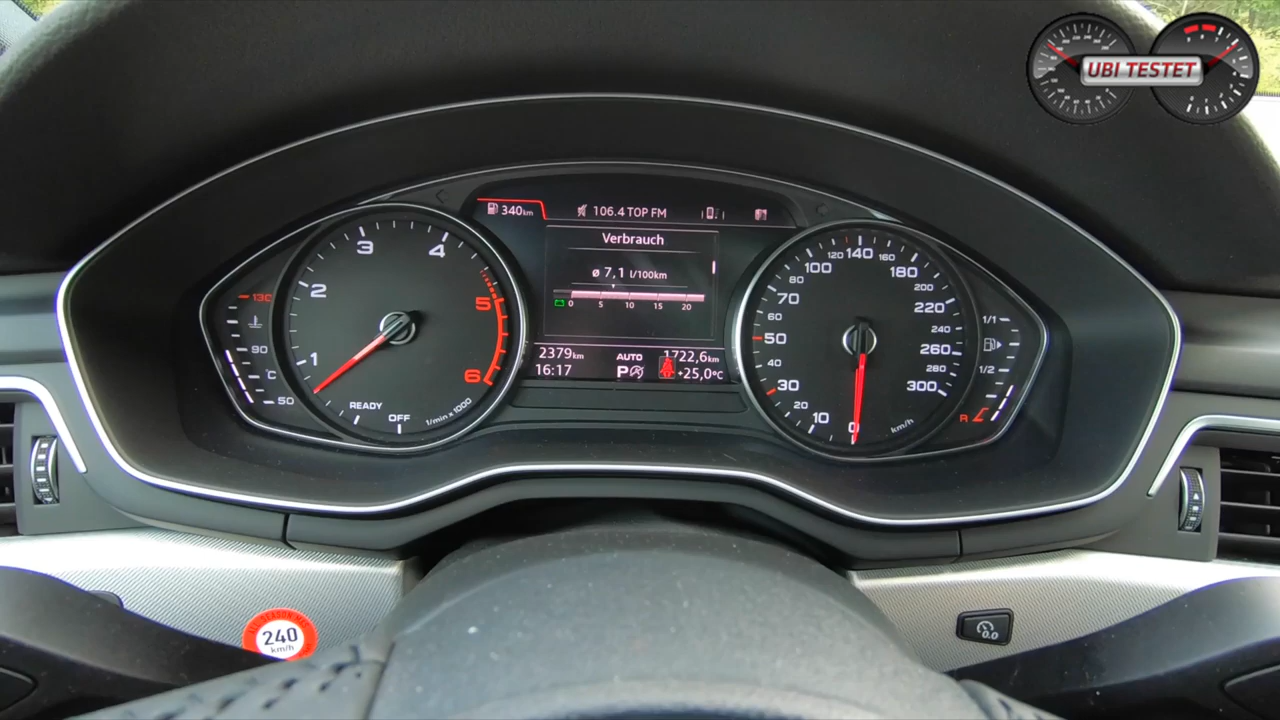 UBI TESTET
340km
106.4 TOP FM
Verbrauch
ø 7,1 l/100km
0 5 10 15 20
2379km
16:17
AUTO
P
1722,6km
+25,0°C
130
90
°C
50
1
2
3
4
5
6
READY
OFF
1/min x 1000
0
10
20
30
40
50
60
70
80
100
120
140
160
180
200
220
240
260
280
300
km/h
1/1
1/2
R
240
km/h
0.0